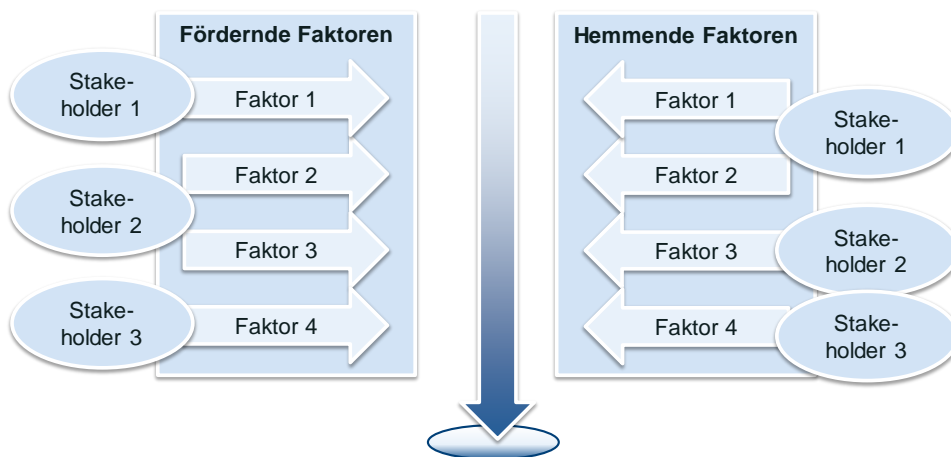 Fördernde Faktoren
Stake-
holder 1
Faktor 1
Faktor 2
Stake-
holder 2
Faktor 3
Stake-
holder 3
Faktor 4
Hemmende Faktoren
Faktor 1
Stake-
holder 1
Faktor 2
Faktor 3
Stake-
holder 2
Faktor 4
Stake-
holder 3